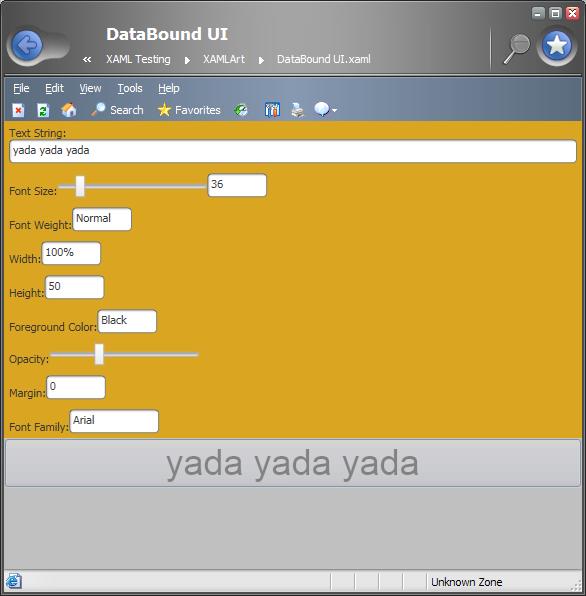 DataBound UI
« XAML Testing XAMLArt DataBound UI.xaml
File Edit View Tools Help
Search Favorites
Text String:
yada yada yada
Font Size: 36
Font Weight: Normal
Width: 100%
Height: 50
Foreground Color: Black
Opacity:
Margin: 0
Font Family: Arial
yada yada yada
Unknown Zone